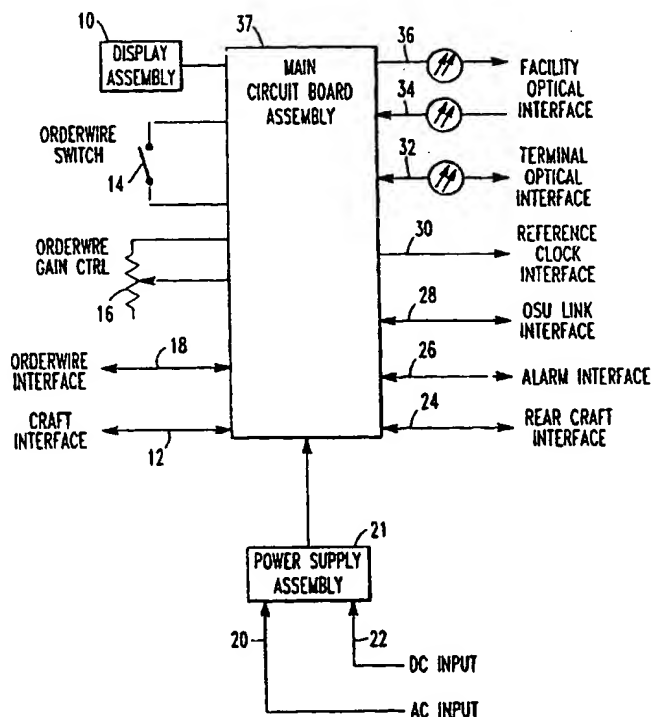 10
DISPLAY
ASSEMBLY
37
MAIN
CIRCUIT BOARD
ASSEMBLY
36
FACILITY
OPTICAL
INTERFACE
34
ORDERWIRE
SWITCH
14
32
TERMINAL
OPTICAL
INTERFACE
ORDERWRE
GAIN CTRL
16
30
REFERENCE
CLOCK
INTERFACE
28
OSU LINK
INTERFACE
ORDERWIRE
INTERFACE
18
26
ALARM INTERFACE
CRAFT
INTERFACE
12
24
REAR CRAFT
INTERFACE
21
POWER SUPPLY
ASSEMBLY
20
22
DC INPUT
AC INPUT